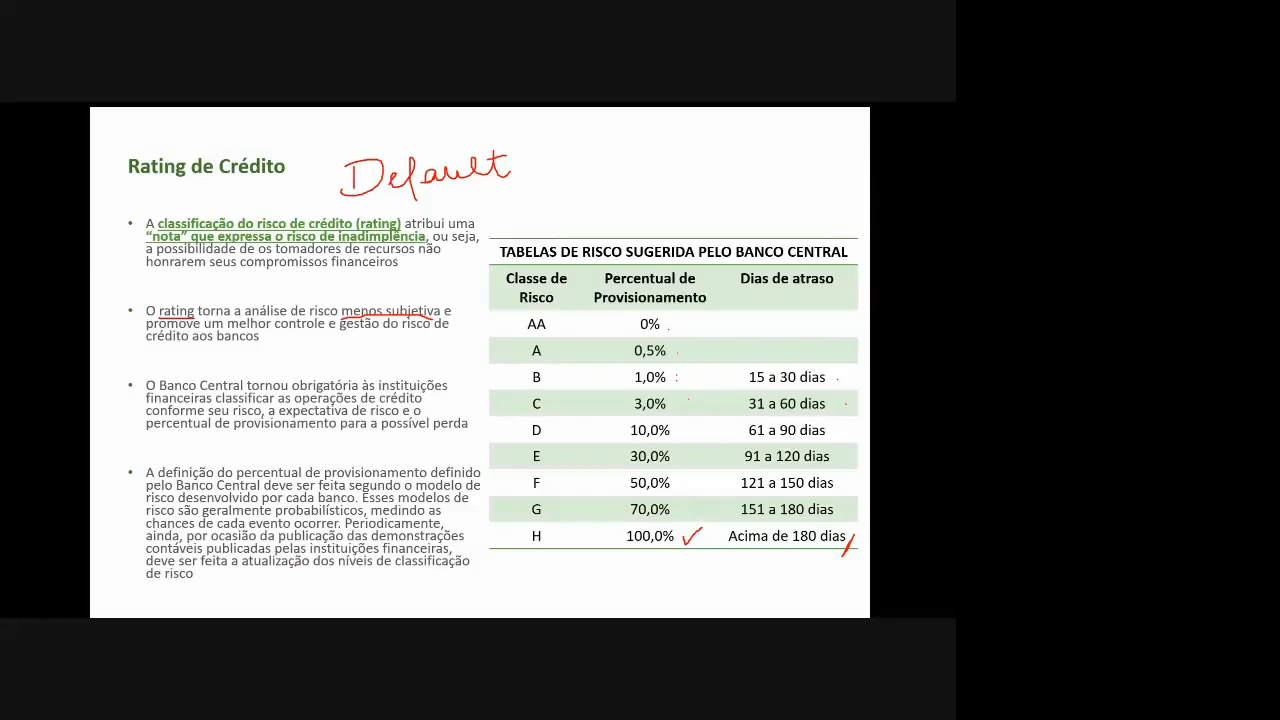 Rating de Crédito
Default
• A classificação do risco de crédito (rating) atribui uma
“nota” que expressa o risco de inadimplência, ou seja,
a possibilidade de os tomadores de recursos não
honrarem seus compromissos financeiros
• O rating torna a análise de risco menos subjetiva e
promove um melhor controle e gestão do risco de
crédito aos bancos
• O Banco Central tornou obrigatória às instituições
financeiras classificar as operações de crédito
conforme seu risco, a expectativa de risco e o
percentual de provisionamento para a possível perda
• A definição do percentual de provisionamento definido
pelo Banco Central deve ser feita segundo o modelo de
risco desenvolvido por cada banco. Esses modelos de
risco são geralmente probabilísticos, medindo as
chances de cada evento ocorrer. Periodicamente,
ainda, por ocasião da publicação das demonstrações
contáveis publicadas pelas instituições financeiras,
deve ser feita a atualização dos níveis de classificação
de risco
TABELAS DE RISCO SUGERIDA PELO BANCO CENTRAL
Classe de Percentual de Dias de atraso
Risco Provisionamento
AA 0%
A 0,5%
B 1,0% 15 a 30 dias
C 3,0% 31 a 60 dias
D 10,0% 61 a 90 dias
E 30,0% 91 a 120 dias
F 50,0% 121 a 150 dias
G 70,0% 151 a 180 dias
H 100,0% Acima de 180 dias